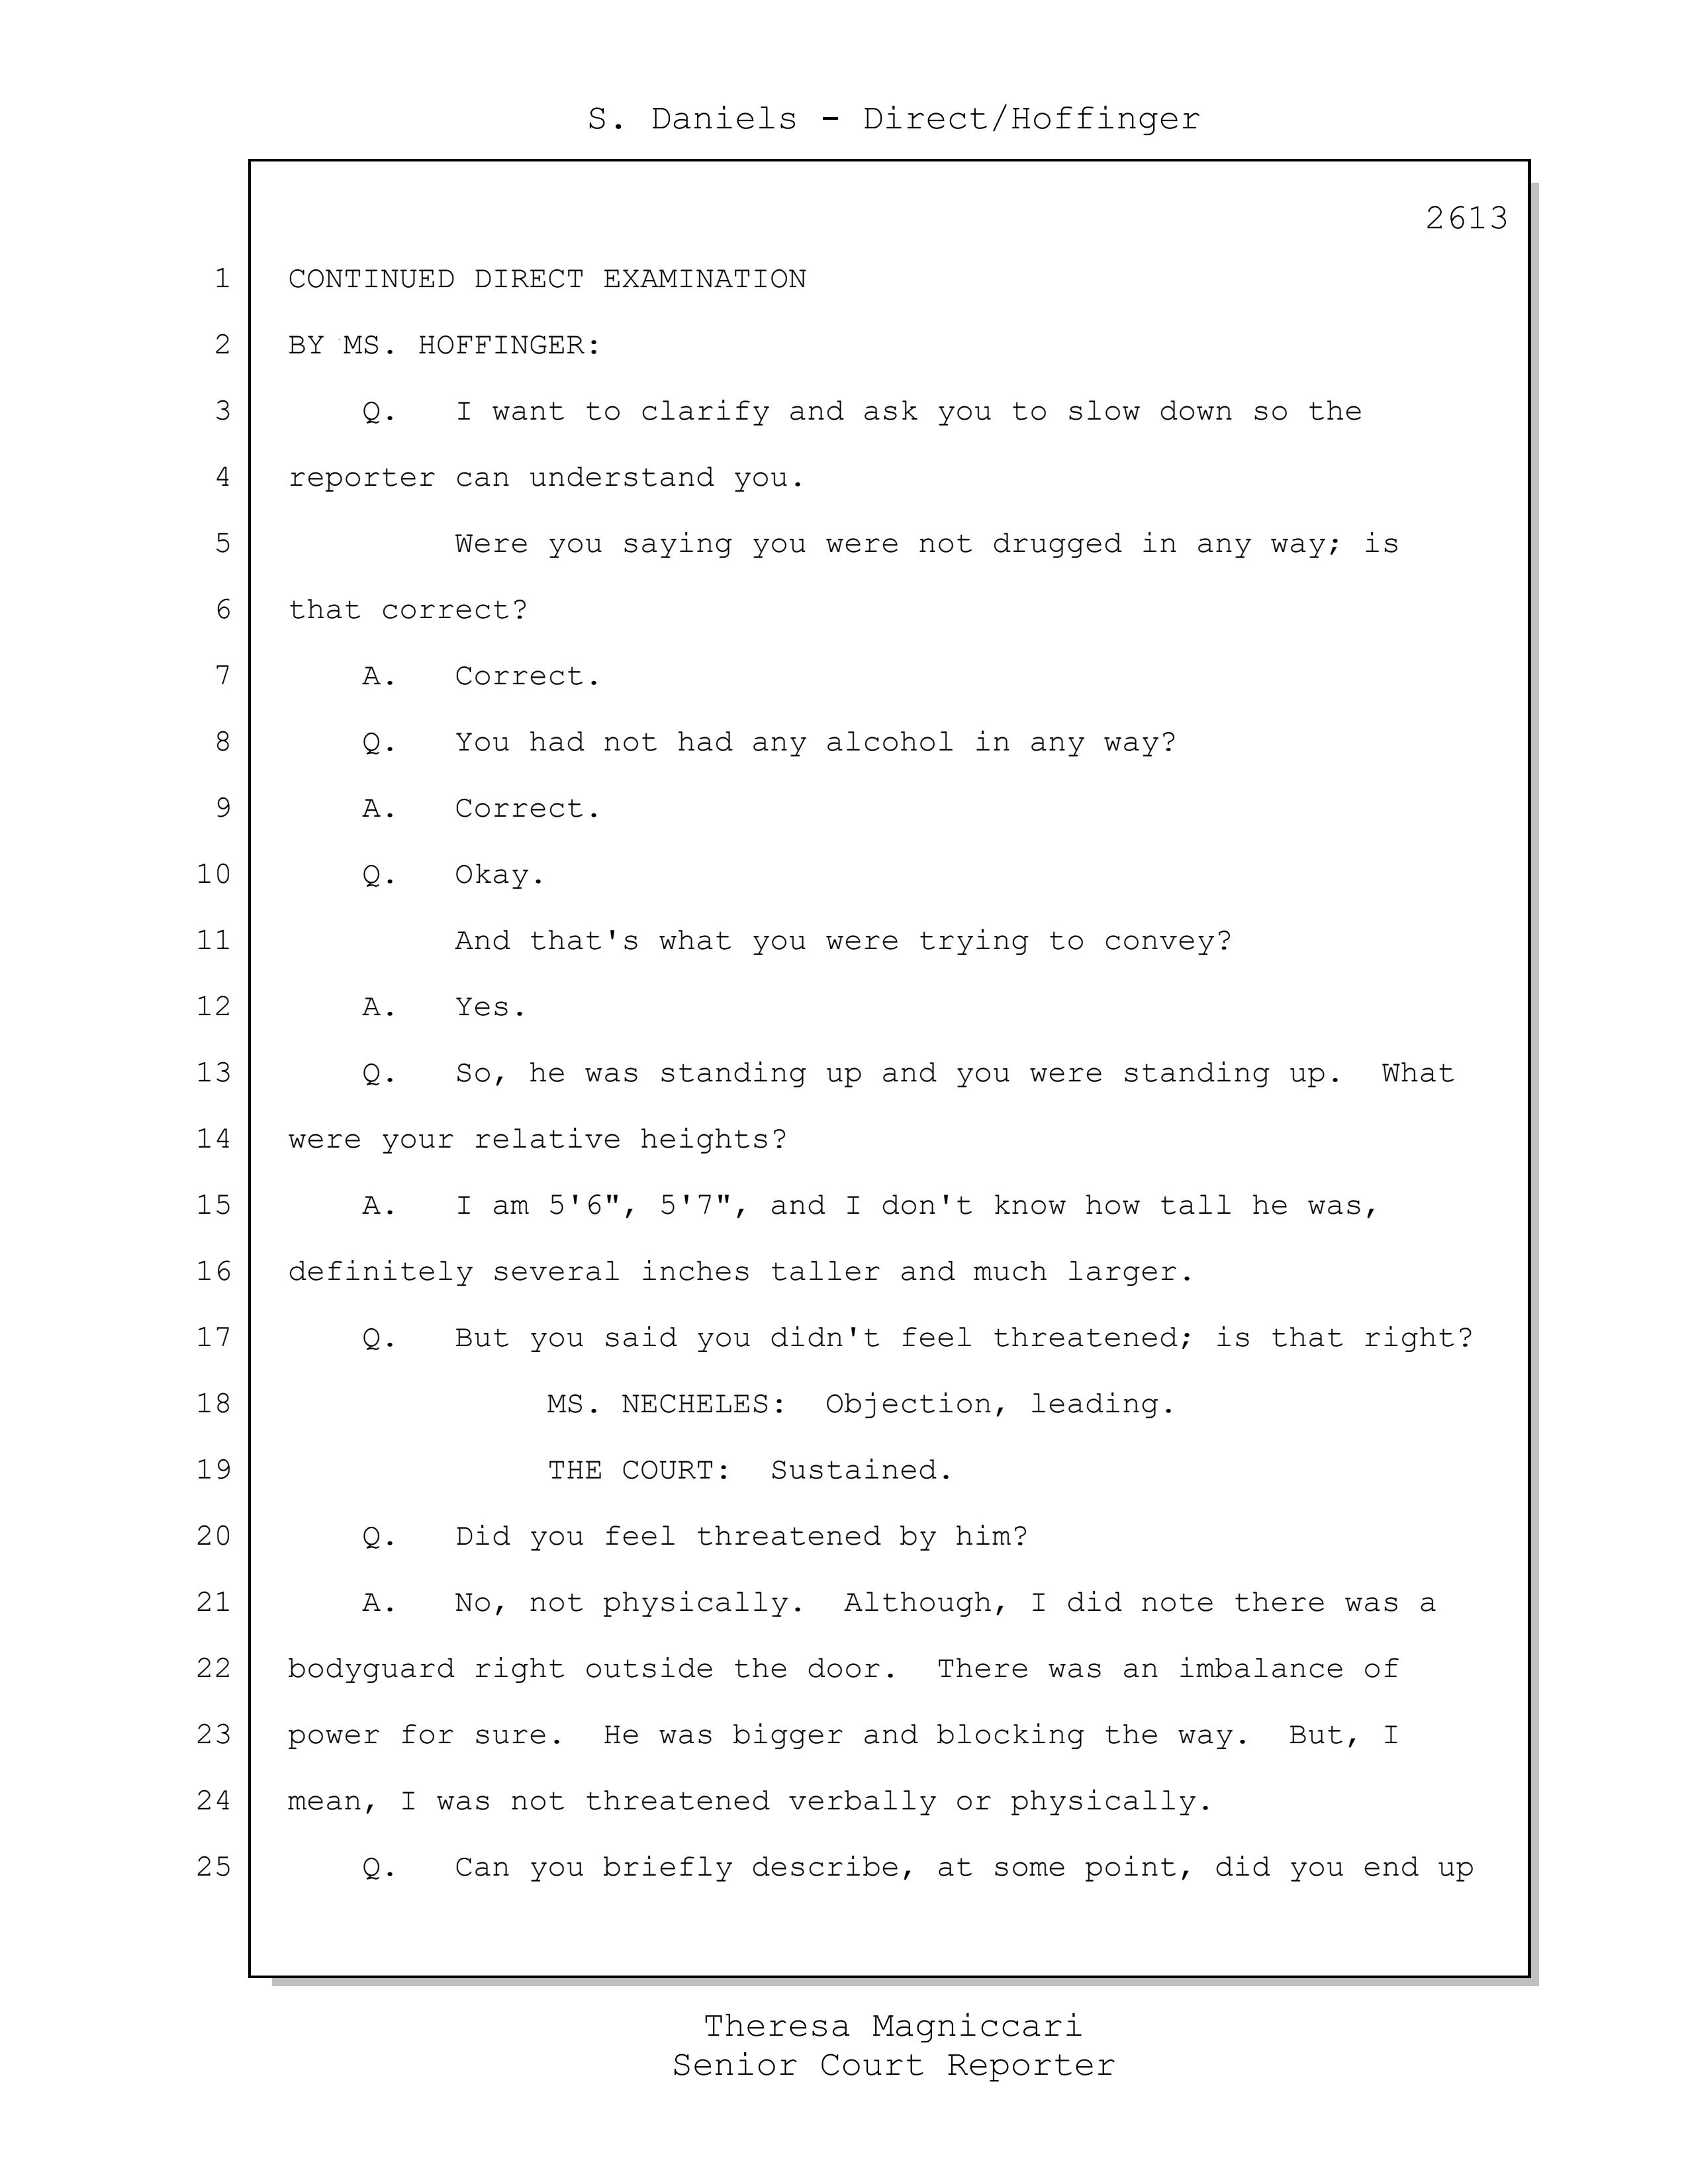 S. Daniels - Direct/Hoffinger
2613
1 CONTINUED DIRECT EXAMINATION
2 BY MS. HOFFINGER:
3 Q. I want to clarify and ask you to slow down so the
4 reporter can understand you.
5 Were you saying you were not drugged in any way; is
6 that correct?
7 A. Correct.
8 Q. You had not had any alcohol in any way?
9 A. Correct.
10 Q. Okay.
11 And that's what you were trying to convey?
12 A. Yes.
13 Q. So, he was standing up and you were standing up. What
14 were your relative heights?
15 A. I am 5'6", 5'7", and I don't know how tall he was,
16 definitely several inches taller and much larger.
17 Q. But you said you didn't feel threatened; is that right?
18 MS. NECHELES: Objection, leading.
19 THE COURT: Sustained.
20 Q. Did you feel threatened by him?
21 A. No, not physically. Although, I did note there was a
22 bodyguard right outside the door. There was an imbalance of
23 power for sure. He was bigger and blocking the way. But, I
24 mean, I was not threatened verbally or physically.
25 Q. Can you briefly describe, at some point, did you end up
Theresa Magniccari
Senior Court Reporter